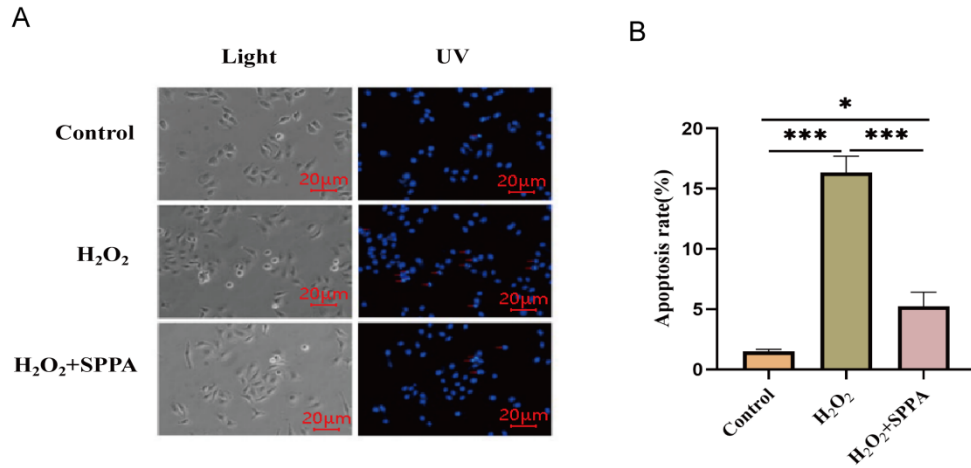 A
Light
UV
Control
20μm
20μm
H₂O₂
20μm
20μm
H₂O₂+SPPA
20μm
20μm
B
Apoptosis rate(%)
20
15
10
5
0
*
***
***
Control
H₂O₂
H₂O₂+SPPA